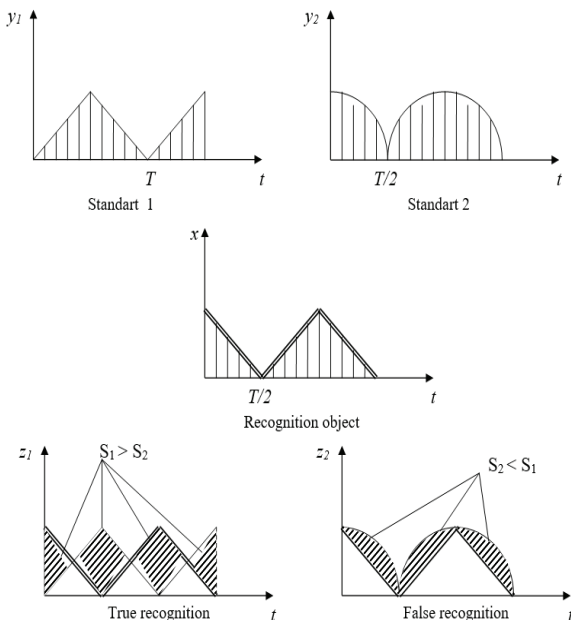 y1 y2
T t T/2 t
Standart 1 Standart 2
x
T/2 t
Recognition object
z1 S1 > S2 z2 S2 < S1
t t
True recognition False recognition